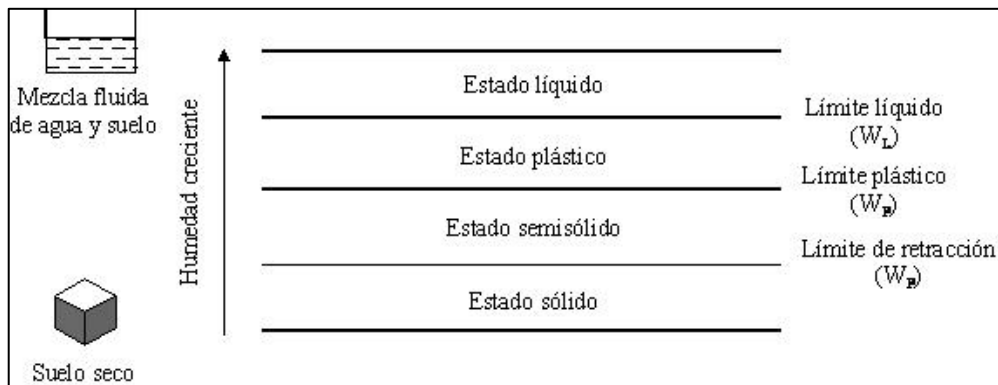 Mezcla fluida
de agua y suelo
Suelo seco
Humedad creciente
Estado líquido
Estado plástico
Estado semisólido
Estado sólido
Límite líquido
(W_L)
Límite plástico
Límite de retracción